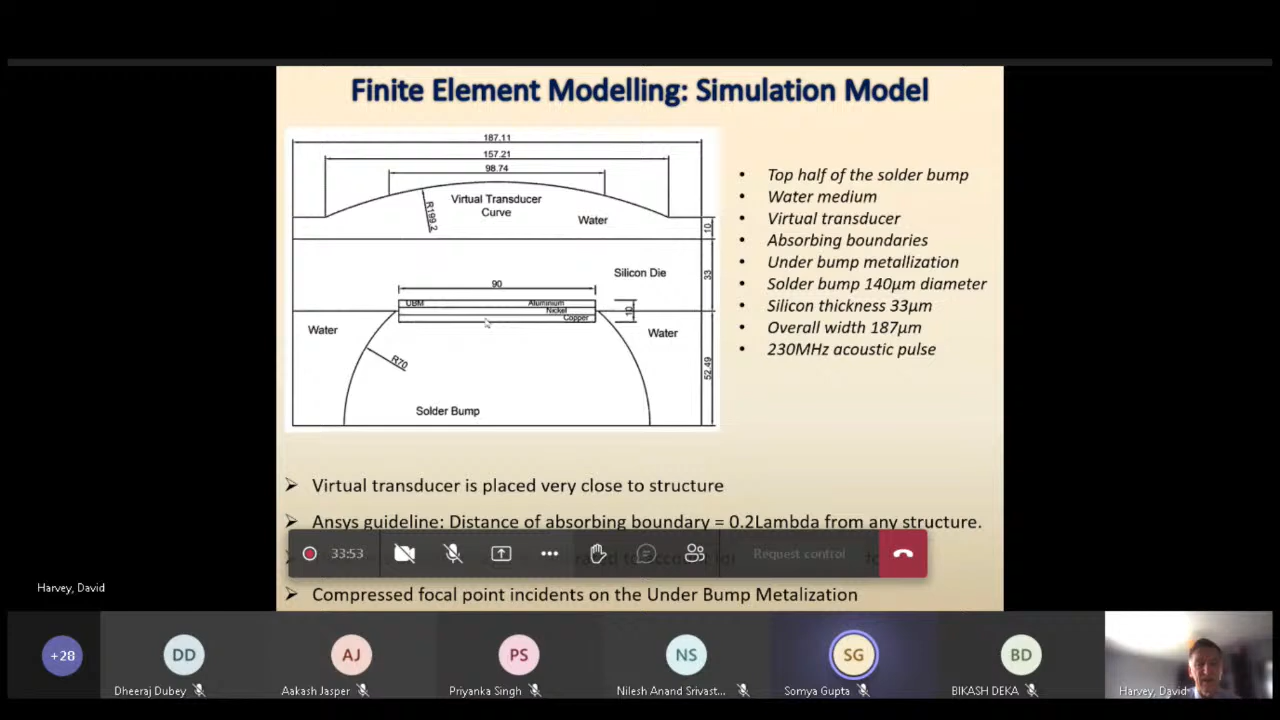 Finite Element Modelling: Simulation Model
187.11
157.21
98.74
Virtual Transducer
Curve
Water
R199.2
10
Silicon Die
33
90
UBM
Aluminium
Nickel
Copper
10
Water
Water
R70
52.49
Solder Bump
• Top half of the solder bump
• Water medium
• Virtual transducer
• Absorbing boundaries
• Under bump metallization
• Solder bump 140µm diameter
• Silicon thickness 33µm
• Overall width 187µm
• 230MHz acoustic pulse
➢ Virtual transducer is placed very close to structure
➢ Ansys guideline: Distance of absorbing boundary = 0.2Lambda from any structure.
33:53
Request control
➢ Compressed focal point incidents on the Under Bump Metalization
Harvey, David
+28
DD
Dheeraj Dubey
AJ
Aakash Jasper
PS
Priyanka Singh
NS
Nilesh Anand Srivast...
SG
Somya Gupta
BD
BIKASH DEKA
Harvey, David